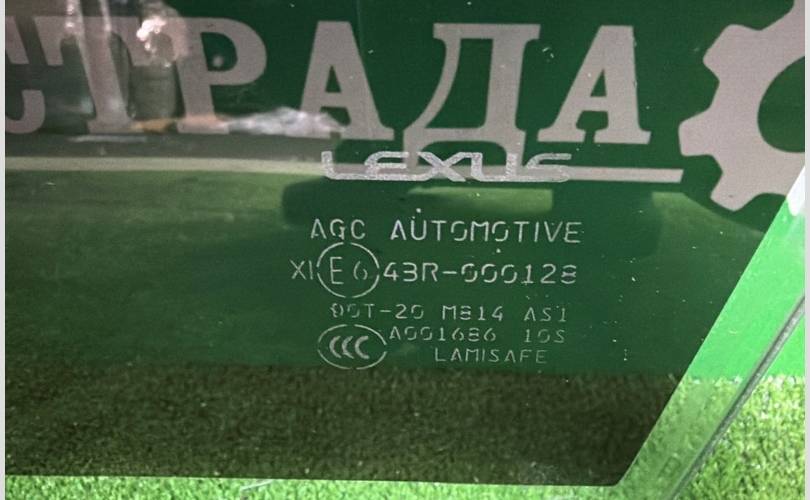 СТРАДА
LEXUS
AGC AUTOMOTIVE
XI E6 43R-000128
DOT-20 M814 AS1
A001686 10S
CCC LAMISAFE